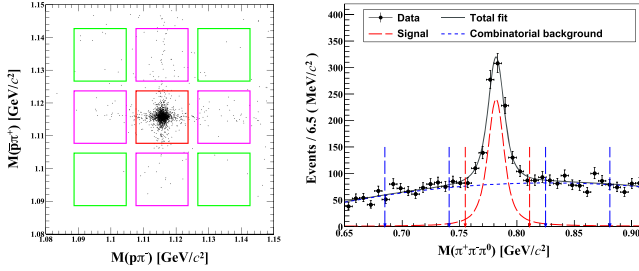 1.15
1.14
1.13
1.12
1.11
1.1
1.09
1.08
1.08 1.09 1.1 1.11 1.12 1.13 1.14 1.15
M(p̅π⁺) [GeV/c²]
M(pπ⁻) [GeV/c²]
400
350
300
250
200
150
100
50
0
0.65 0.70 0.75 0.80 0.85 0.90
Events / 6.5 ( MeV/c² )
M(π⁺π⁻π⁰) [GeV/c²]
Data Total fit
Signal Combinatorial background